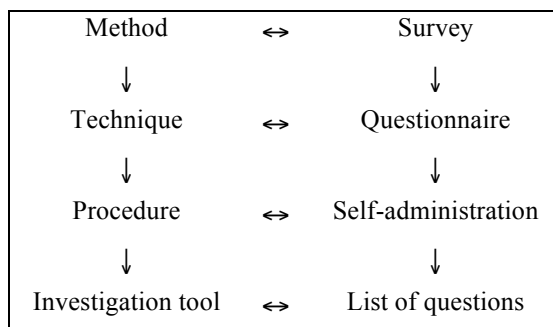 Method ↔ Survey
↓ ↓
Technique ↔ Questionnaire
↓ ↓
Procedure ↔ Self-administration
↓ ↓
Investigation tool ↔ List of questions